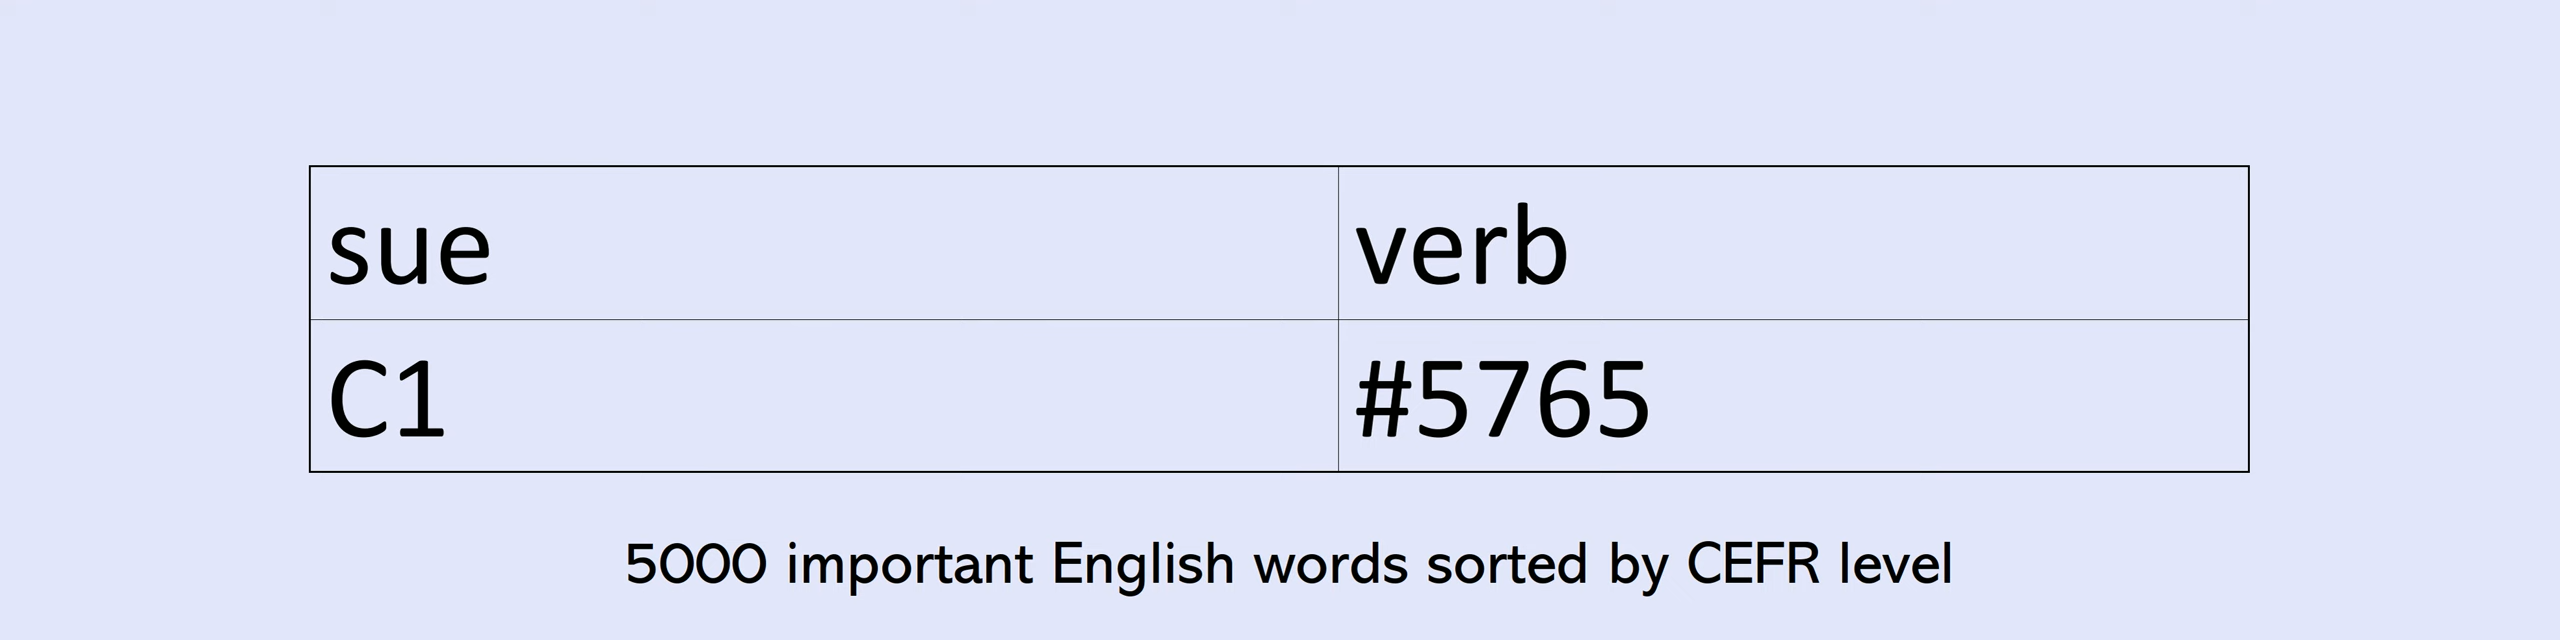 sue verb
C1 #5765
5000 important English words sorted by CEFR level